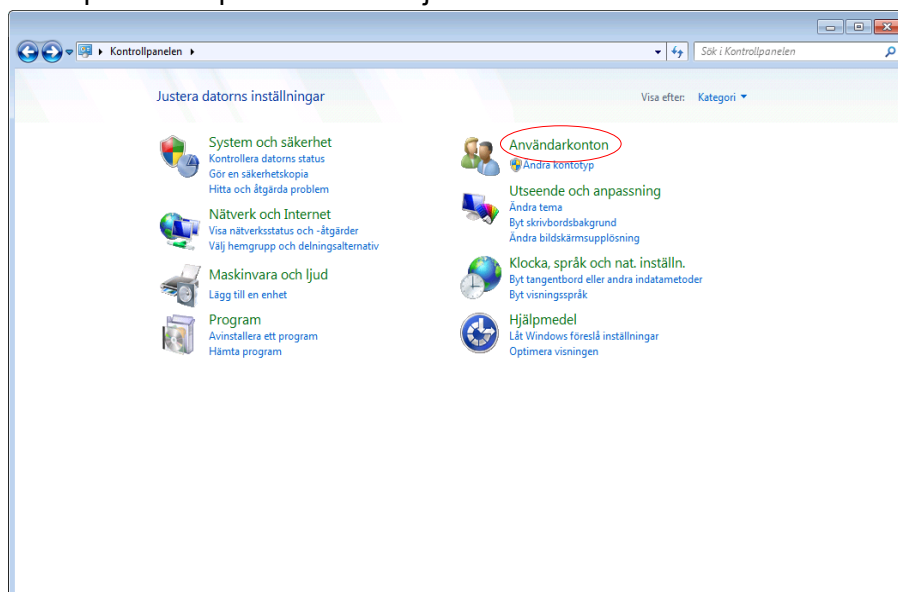 Kontrollpanelen
Sök i Kontrollpanelen
Justera datorns inställningar
Visa efter: Kategori
System och säkerhet
Kontrollera datorns status
Gör en säkerhetskopia
Hitta och åtgärda problem
Nätverk och Internet
Visa nätverksstatus och -åtgärder
Välj hemgrupp och delningsalternativ
Maskinvara och ljud
Lägg till en enhet
Program
Avinstallera ett program
Hämta program
Användarkonton
Ändra kontotyp
Utseende och anpassning
Ändra tema
Byt skrivbordsbakgrund
Ändra bildskärmsupplösning
Klocka, språk och nat. inställn.
Byt tangentbord eller andra indatametoder
Byt visningsspråk
Hjälpmedel
Låt Windows föreslå inställningar
Optimera visningen